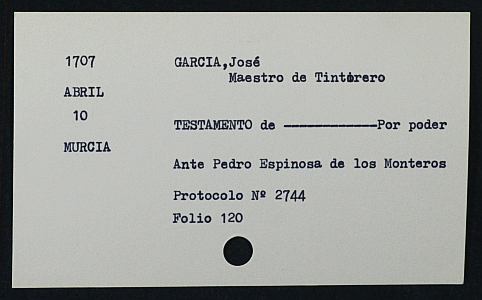 1707
GARCIA,José
Maestro de Tintorero
ABRIL
10
TESTAMENTO de ------------Por poder
MURCIA
Ante Pedro Espinosa de los Monteros
Protocolo Nº 2744
Folio 120